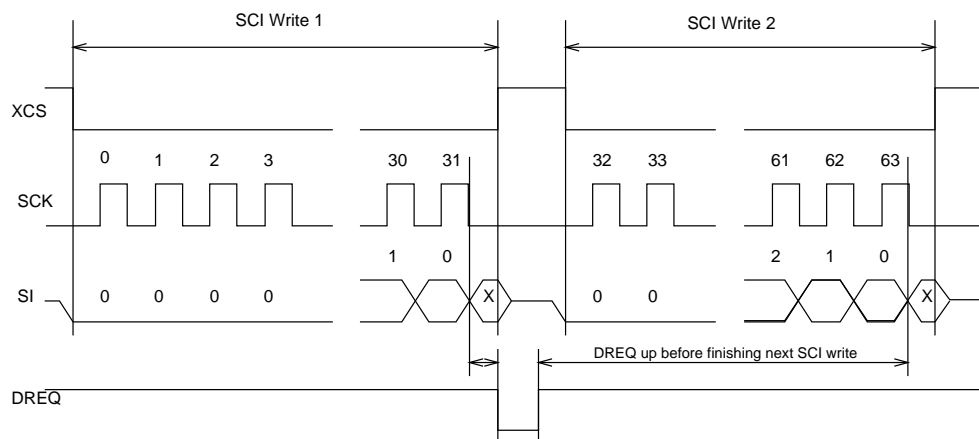 SCI Write 1 SCI Write 2
XCS
0 1 2 3 30 31 32 33 61 62 63
SCK
1 0 2 1 0
SI 0 0 0 0 X 0 0 X
DREQ up before finishing next SCI write
DREQ